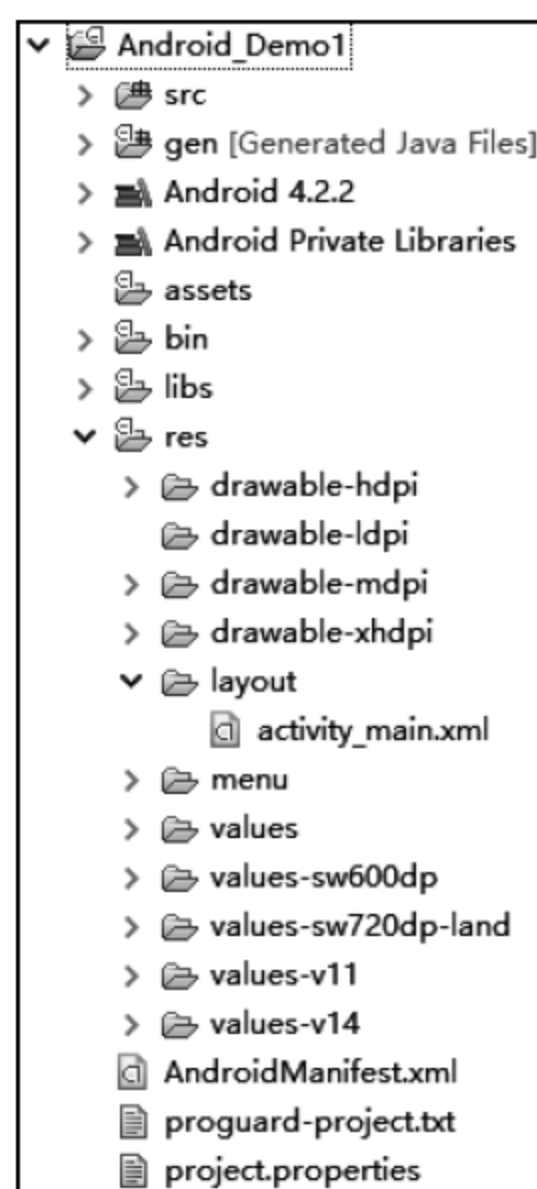 Android_Demo1
src
gen [Generated Java Files]
Android 4.2.2
Android Private Libraries
assets
bin
libs
res
drawable-hdpi
drawable-ldpi
drawable-mdpi
drawable-xhdpi
layout
activity_main.xml
menu
values
values-sw600dp
values-sw720dp-land
values-v11
values-v14
AndroidManifest.xml
proguard-project.txt
project.properties